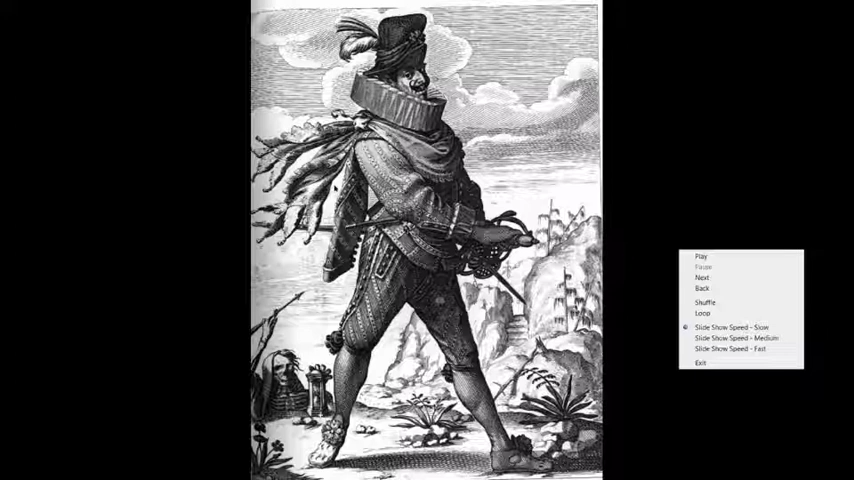 Play
Pause
Next
Back
Shuffle
Loop
Slide Show Speed - Slow
Slide Show Speed - Medium
Slide Show Speed - Fast
Exit